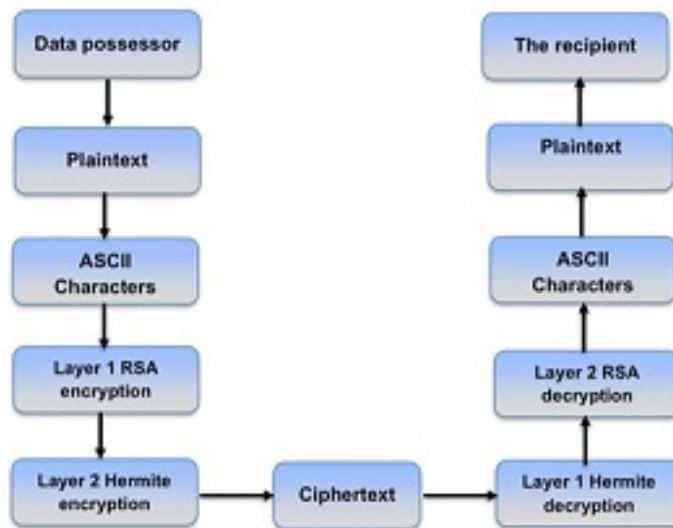 Data possessor
Plaintext
ASCII
Characters
Layer 1 RSA
encryption
Layer 2 Hermite
encryption
Ciphertext
Layer 1 Hermite
decryption
Layer 2 RSA
decryption
ASCII
Characters
Plaintext
The recipient